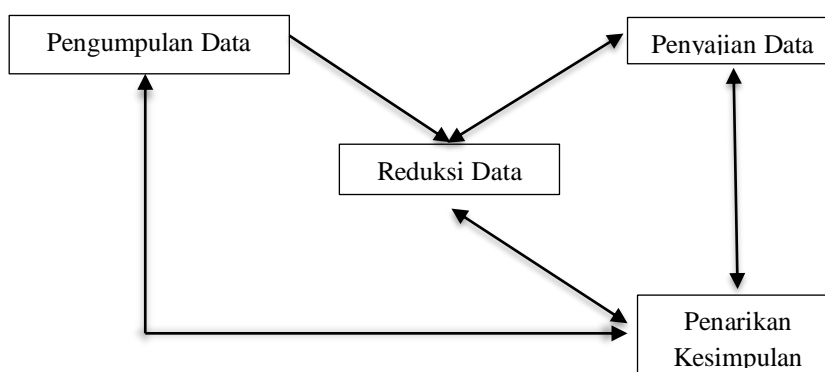 Pengumpulan Data
Penyajian Data
Reduksi Data
Penarikan
Kesimpulan